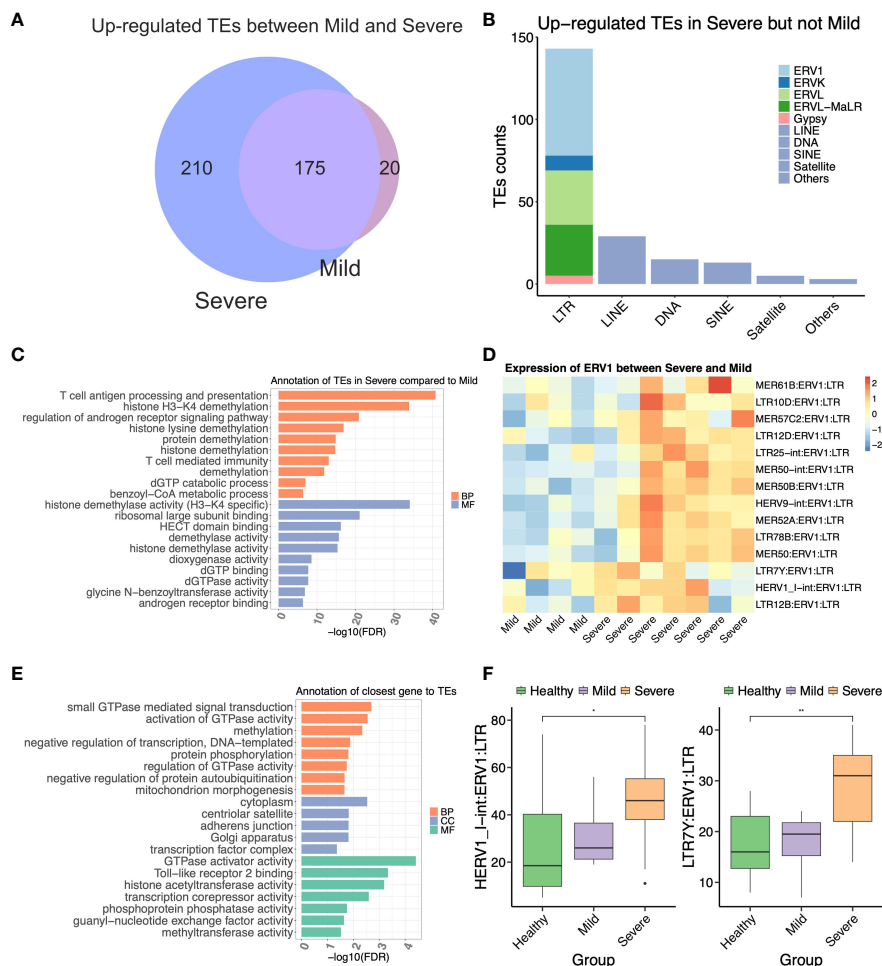 A
Up-regulated TEs between Mild and Severe
210
175
20
Mild
Severe
B
Up-regulated TEs in Severe but not Mild
TEs counts
150
100
50
0
ERV1
ERVK
ERVL
ERVL-MaLR
Gypsy
LINE
DNA
SINE
Satellite
Others
LTR
LINE
DNA
SINE
Satellite
Others
C
Annotation of TEs in Severe compared to Mild
T cell antigen processing and presentation
histone H3-K4 demethylation
regulation of androgen receptor signaling pathway
histone lysine demethylation
protein demethylation
histone demethylation
T cell mediated immunity
demethylation
dGTP catabolic process
benzoyl-CoA metabolic process
histone demethylase activity (H3-K4 specific)
ribosomal large subunit binding
HECT domain binding
demethylase activity
histone demethylase activity
dioxygenase activity
dGTP binding
dGTPase activity
glycine N-benzoyltransferase activity
androgen receptor binding
BP
MF
0 10 20 30 40
-log10(FDR)
D
Expression of ERV1 between Severe and Mild
MER61B:ERV1:LTR
LTR10D:ERV1:LTR
MER57C2:ERV1:LTR
LTR12D:ERV1:LTR
LTR25-int:ERV1:LTR
MER50-int:ERV1:LTR
MER50B:ERV1:LTR
HERV9-int:ERV1:LTR
MER52A:ERV1:LTR
LTR78B:ERV1:LTR
MER50:ERV1:LTR
LTR7Y:ERV1:LTR
HERV1_I-int:ERV1:LTR
LTR12B:ERV1:LTR
2
1
0
-1
-2
Mild Mild Mild Mild Severe Severe Severe Severe Severe Severe Severe
E
Annotation of closest gene to TEs
small GTPase mediated signal transduction
activation of GTPase activity
methylation
negative regulation of transcription, DNA-templated
protein phosphorylation
regulation of GTPase activity
negative regulation of protein autoubiquitination
mitochondrion morphogenesis
cytoplasm
centriolar satellite
adherens junction
Golgi apparatus
transcription factor complex
GTPase activator activity
Toll-like receptor 2 binding
histone acetyltransferase activity
transcription corepressor activity
phosphoprotein phosphatase activity
guanyl-nucleotide exchange factor activity
methyltransferase activity
BP
CC
MF
0 1 2 3 4
-log10(FDR)
F
Healthy Mild Severe
HERV1_I-int:ERV1:LTR
80
60
40
20
*
Healthy Mild Severe
Group
Healthy Mild Severe
LTR7Y:ERV1:LTR
40
30
20
10
**
Healthy Mild Severe
Group